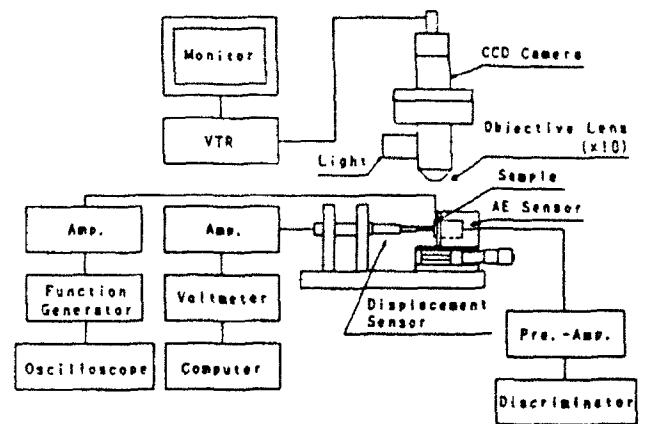 Monitor
CCD Camera
VTR
Objective Lens
(x10)
Light
Sample
AE Sensor
Amp.
Amp.
Function
Generator
Voltmeter
Displacement
Sensor
Pre.-Amp.
Oscilloscope
Computer
Discriminator